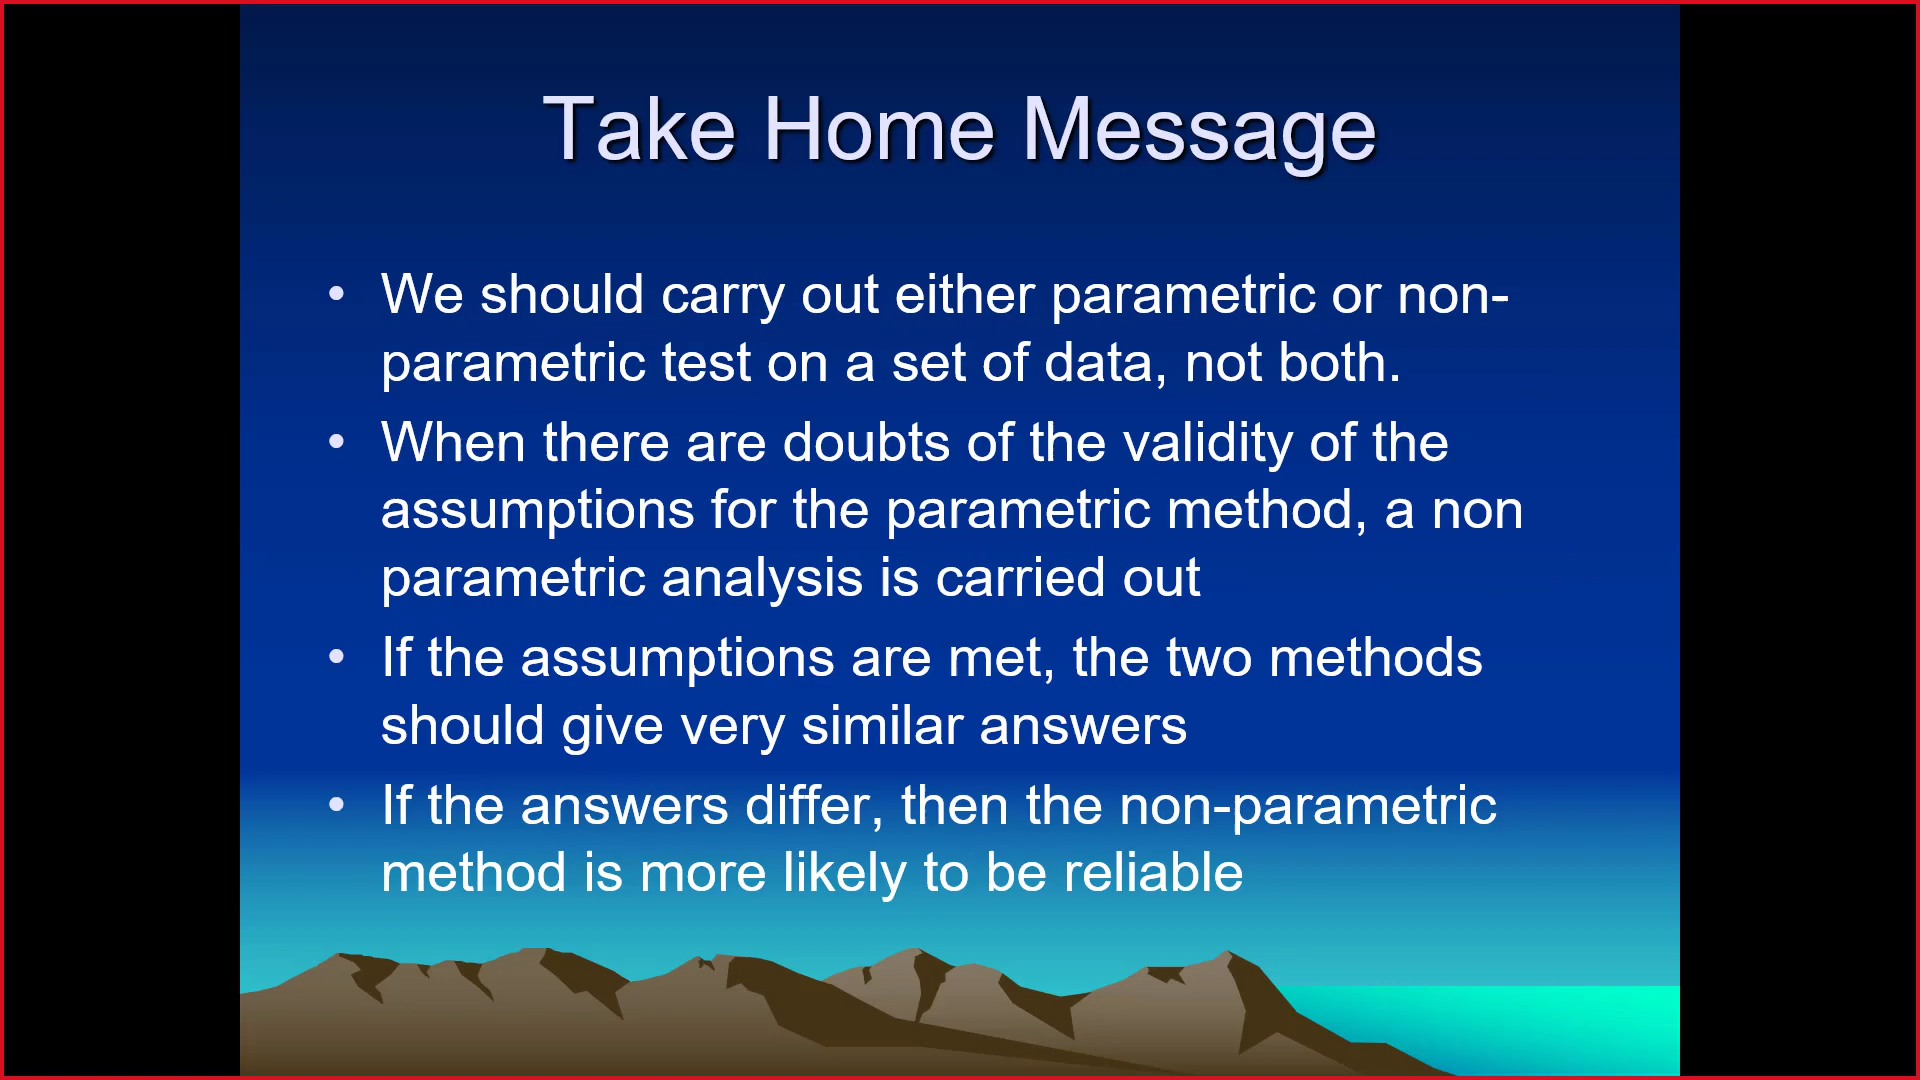 Take Home Message
• We should carry out either parametric or non-
parametric test on a set of data, not both.
• When there are doubts of the validity of the
assumptions for the parametric method, a non
parametric analysis is carried out
• If the assumptions are met, the two methods
should give very similar answers
• If the answers differ, then the non-parametric
method is more likely to be reliable